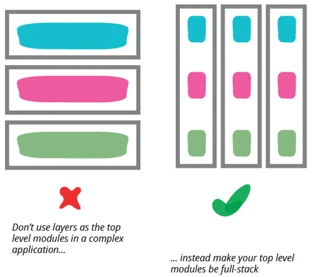 Don't use layers as the top
level modules in a complex
application...
... instead make your top level
modules be full-stack